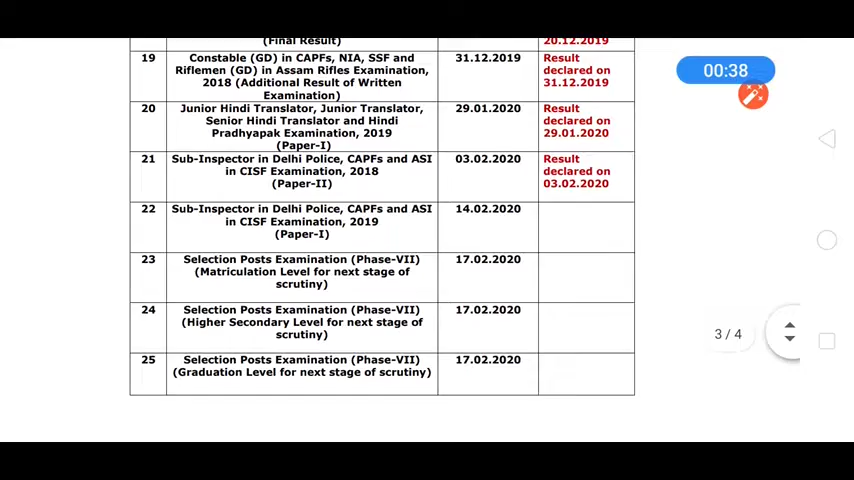 (Final Result)
20.12.2019
19
Constable (GD) in CAPFs, NIA, SSF and
Riflemen (GD) in Assam Rifles Examination,
2018 (Additional Result of Written
Examination)
31.12.2019
Result
declared on
31.12.2019
20
Junior Hindi Translator, Junior Translator,
Senior Hindi Translator and Hindi
Pradhyapak Examination, 2019
(Paper-I)
29.01.2020
Result
declared on
29.01.2020
21
Sub-Inspector in Delhi Police, CAPFs and ASI
in CISF Examination, 2018
(Paper-II)
03.02.2020
Result
declared on
03.02.2020
22
Sub-Inspector in Delhi Police, CAPFs and ASI
in CISF Examination, 2019
(Paper-I)
14.02.2020
23
Selection Posts Examination (Phase-VII)
(Matriculation Level for next stage of
scrutiny)
17.02.2020
24
Selection Posts Examination (Phase-VII)
(Higher Secondary Level for next stage of
scrutiny)
17.02.2020
25
Selection Posts Examination (Phase-VII)
(Graduation Level for next stage of scrutiny)
17.02.2020
00:38
3 / 4